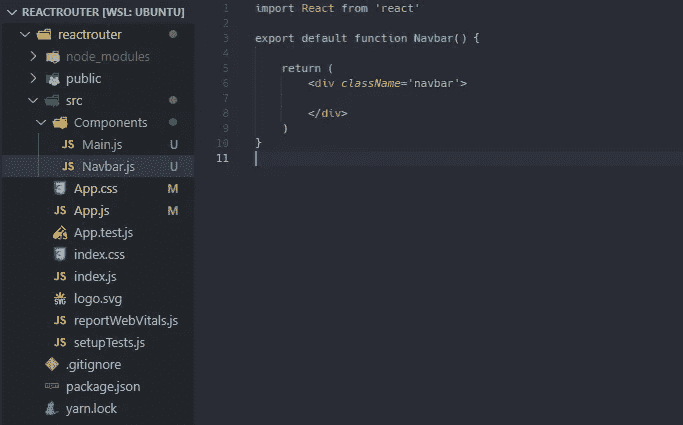 REACTROUTER [WSL: UBUNTU]
reactrouter
node_modules
public
src
Components
JS Main.js U
JS Navbar.js U
App.css M
JS App.js M
App.test.js
index.css
JS index.js
logo.svg
JS reportWebVitals.js
JS setupTests.js
.gitignore
package.json
yarn.lock
1 import React from 'react'
2
3 export default function Navbar() {
4
5 return (
6 <div className='navbar'>
7
8 </div>
9 )
10 }
11